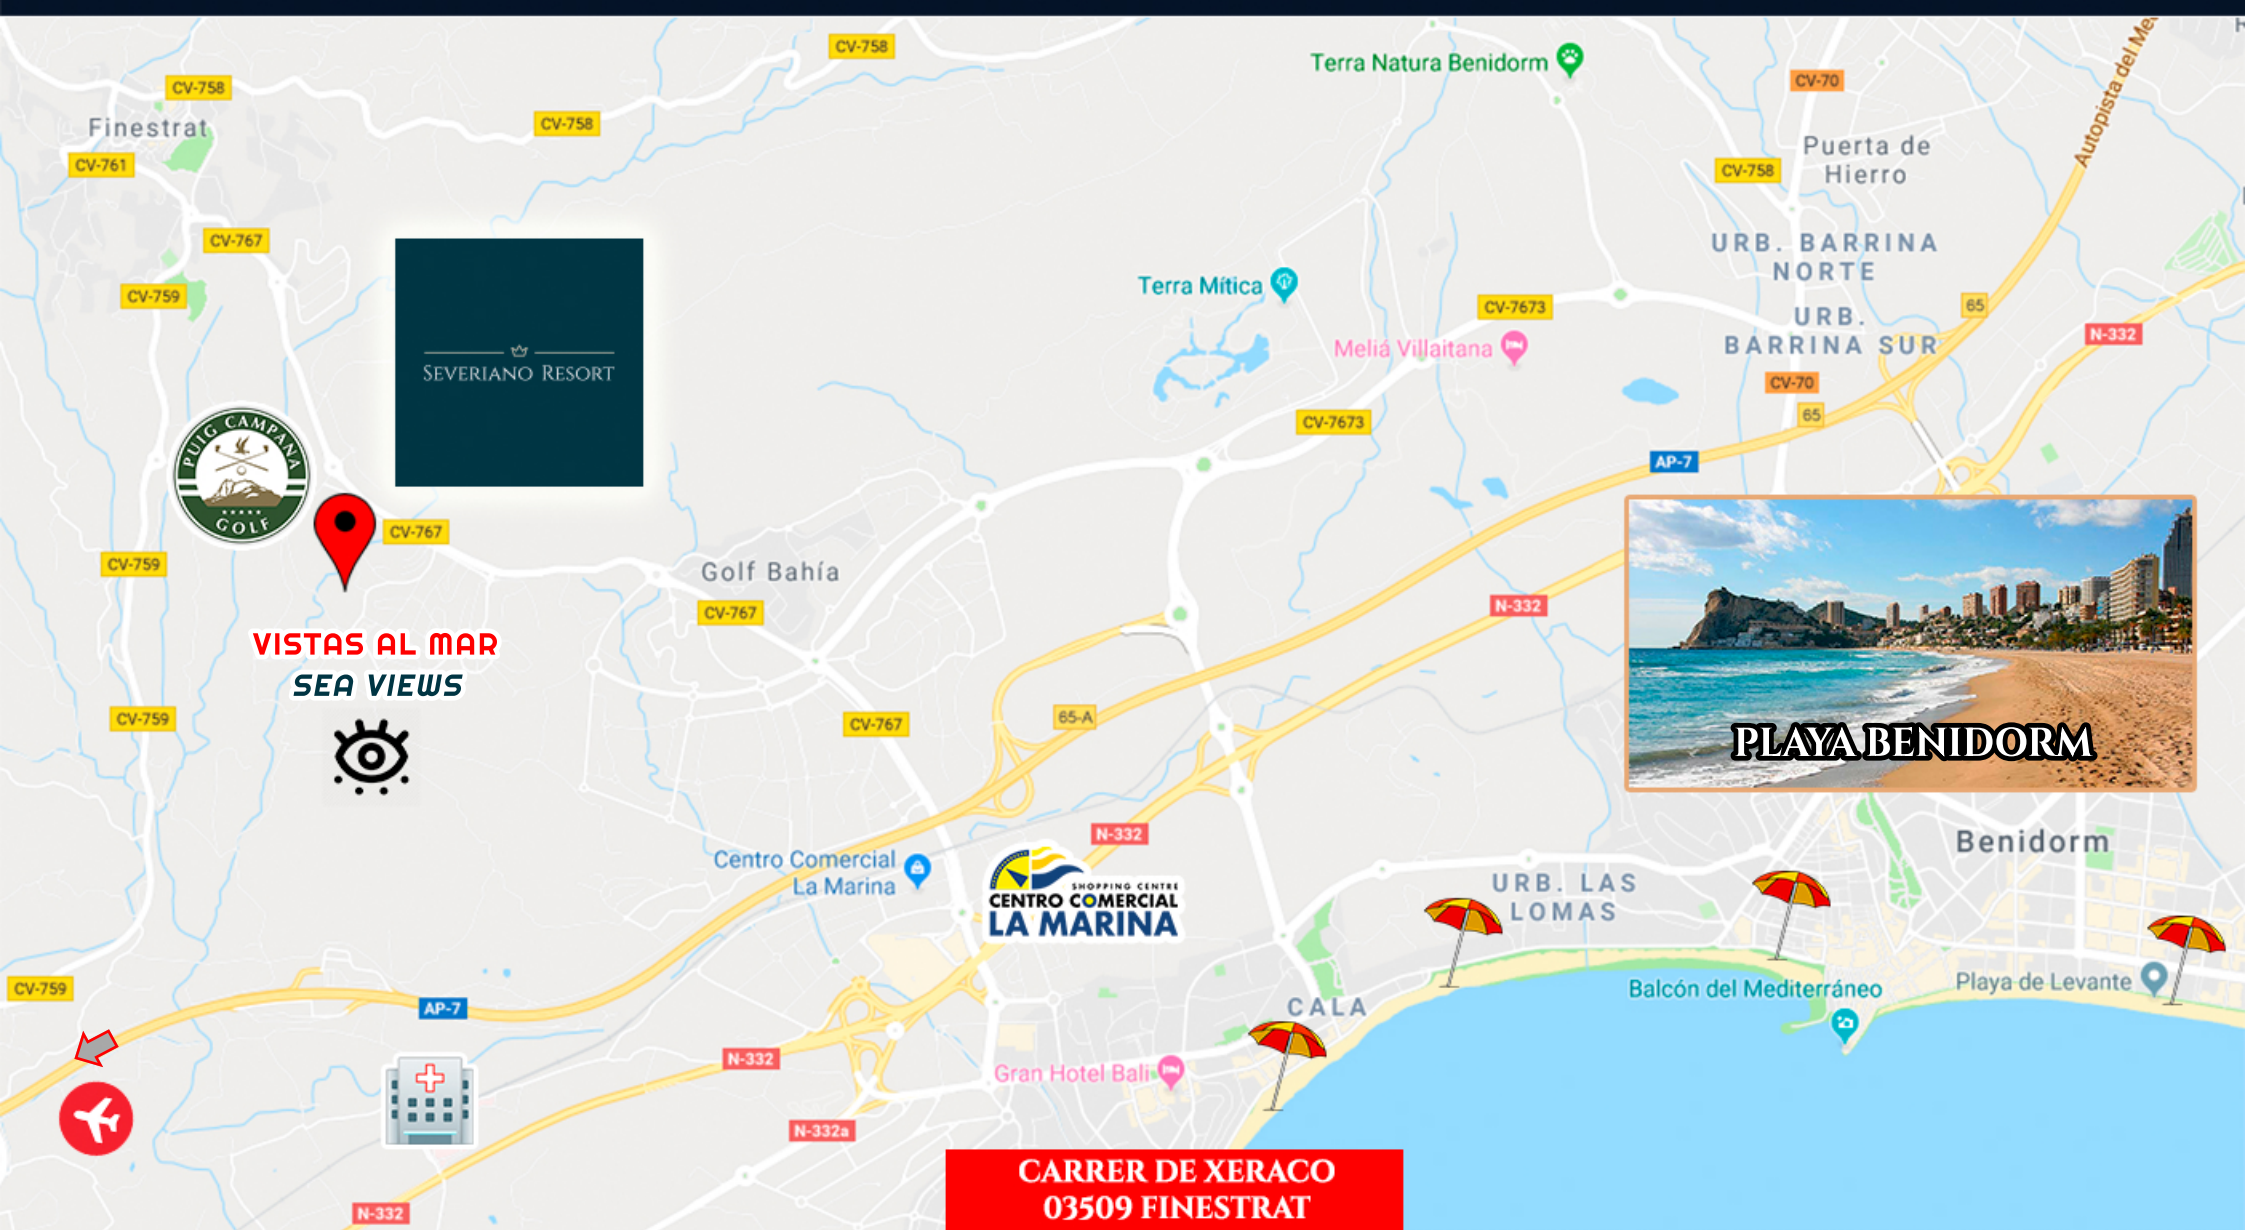 CV-758
Terra Natura Benidorm
CV-70
Autopista del Me
CV-758
Finestrat
CV-758
CV-761
Puerta de
Hierro
CV-758
CV-767
URB. BARRINA
NORTE
CV-759
Terra Mítica
CV-7673
65
URB.
BARRINA SUR
N-332
Meliá Villaitana
SEVERIANO RESORT
CV-70
65
CV-7673
PUIG CAMPANA
GOLF
AP-7
CV-767
CV-759
Golf Bahía
CV-767
N-332
VISTAS AL MAR
SEA VIEWS
CV-759
65-A
CV-767
PLAYA BENIDORM
N-332
Benidorm
Centro Comercial
La Marina
SHOPPING CENTRE
CENTRO COMERCIAL
LA MARINA
URB. LAS
LOMAS
CV-759
Balcón del Mediterráneo
Playa de Levante
AP-7
CALA
N-332
Gran Hotel Bali
N-332a
CARRER DE XERACO
03509 FINESTRAT
N-332